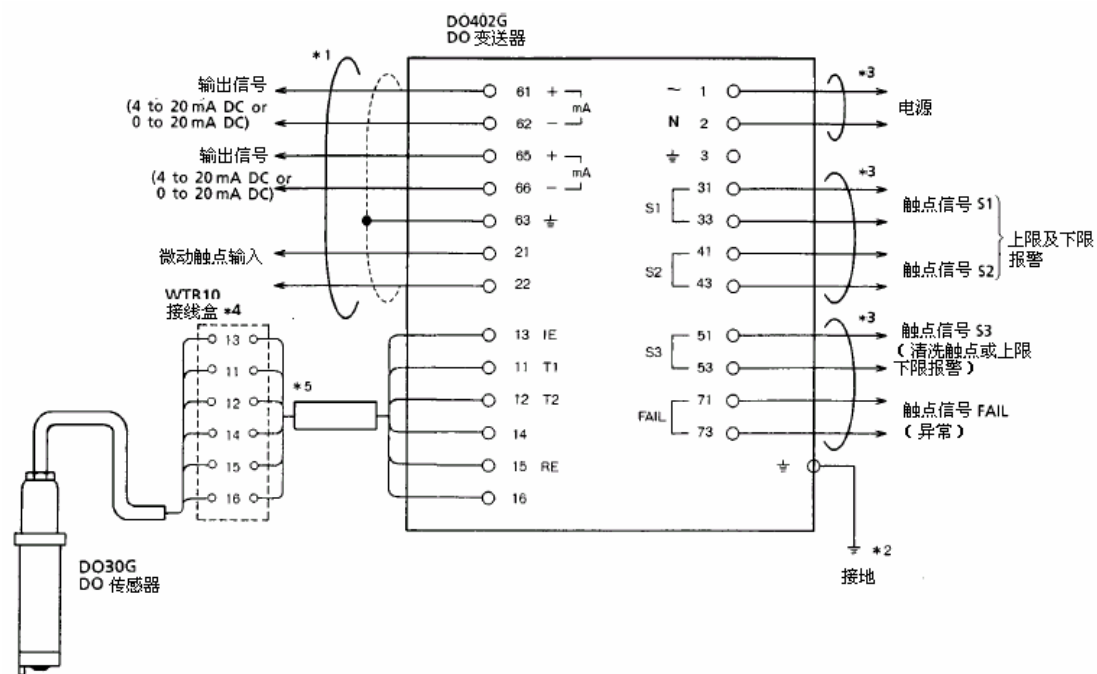 DO402G
DO 变送器
*1
输出信号
(4 to 20 mA DC or
0 to 20 mA DC)
输出信号
(4 to 20 mA DC or
0 to 20 mA DC)
微动触点输入
61 +
mA
62 −
65 +
mA
66 −
63
21
22
13 IE
11 T1
12 T2
14
15 RE
16
~ 1
N 2
3
S1
31
33
S2
41
43
S3
51
53
FAIL
71
73
*3
电源
*3
触点信号 S1
触点信号 S2
上限及下限
报警
*3
触点信号 S3
(清洗触点或上限
下限报警)
触点信号 FAIL
(异常)
*2
接地
WTB10
接线盒 *4
13
11
12
14
15
16
*5
DO30G
DO 传感器